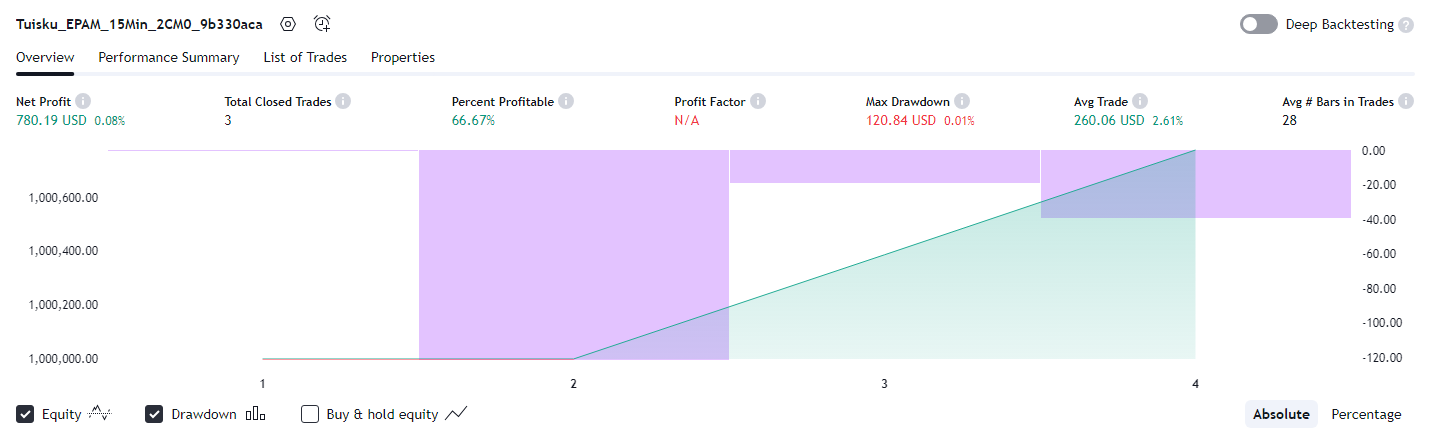 Tuisku_EPAM_15Min_2CM0_9b330aca
Deep Backtesting ?
Overview Performance Summary List of Trades Properties
Net Profit Total Closed Trades Percent Profitable Profit Factor Max Drawdown Avg Trade Avg # Bars in Trades
780.19 USD 0.08% 3 66.67% N/A 120.84 USD 0.01% 260.06 USD 2.61% 28
0.00
1,000,600.00 -20.00
-40.00
1,000,400.00 -60.00
-80.00
1,000,200.00
-100.00
1,000,000.00 -120.00
1 2 3 4
Equity Drawdown Buy & hold equity Absolute Percentage